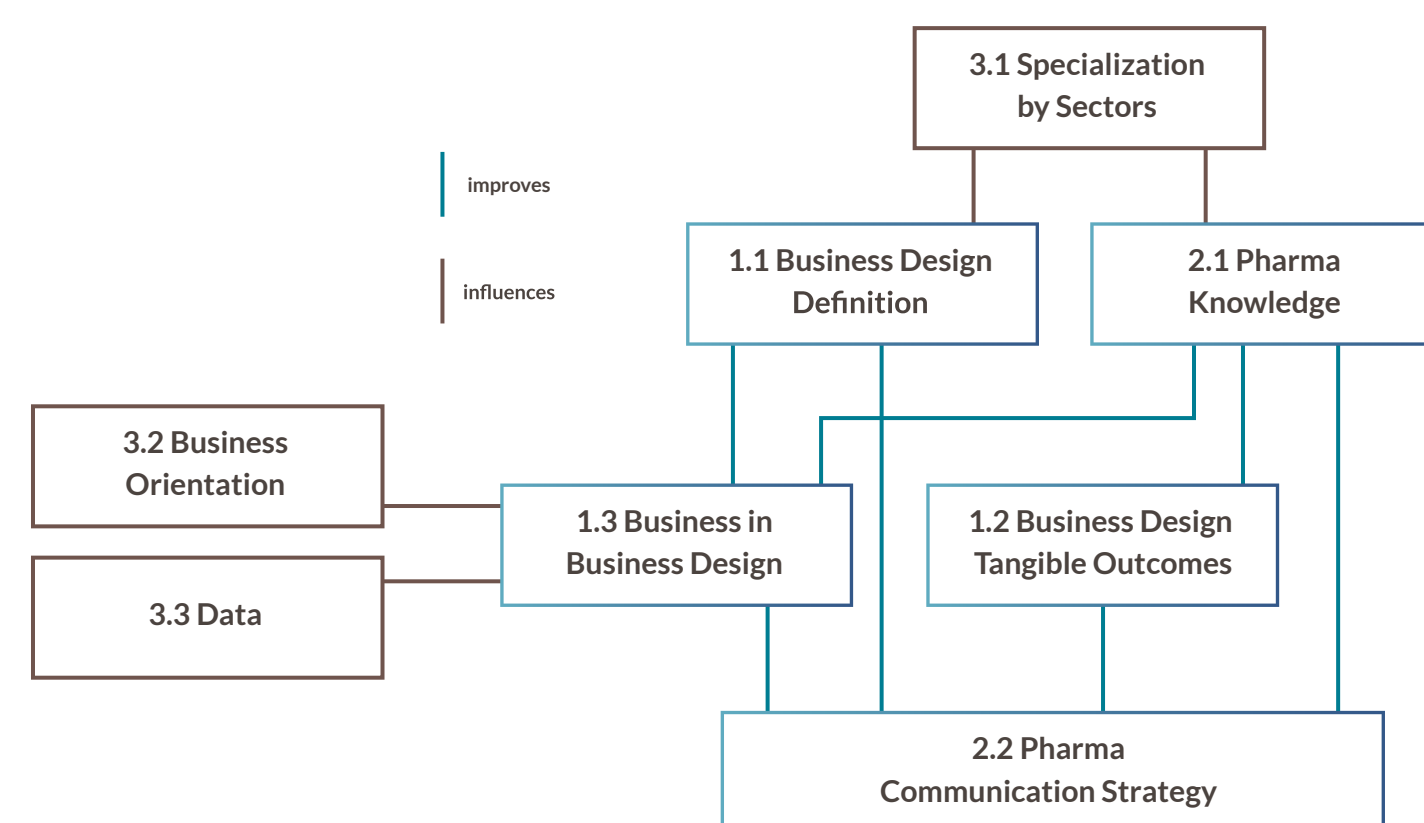 3.1 Specialization
by Sectors
improves
influences
1.1 Business Design
Definition
2.1 Pharma
Knowledge
3.2 Business
Orientation
1.3 Business in
Business Design
1.2 Business Design
Tangible Outcomes
3.3 Data
2.2 Pharma
Communication Strategy